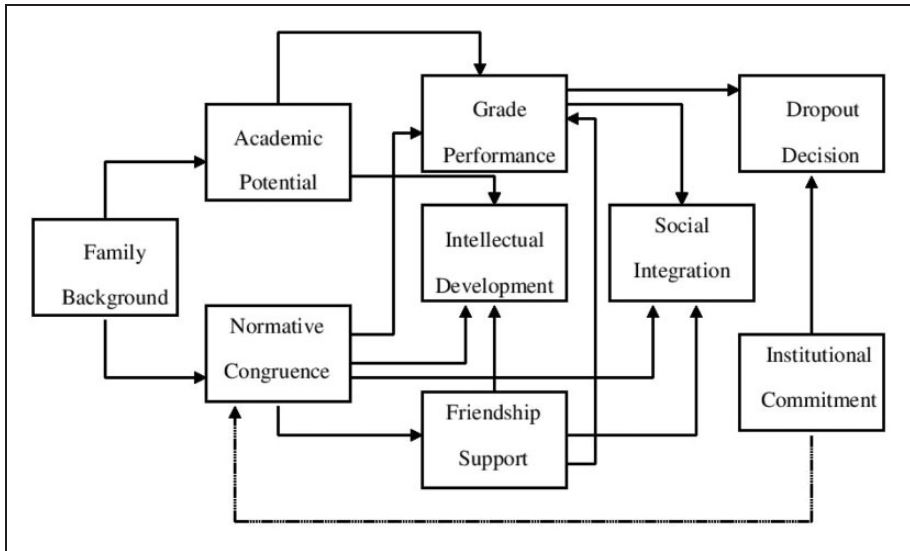 Grade
Performance
Dropout
Decision
Academic
Potential
Family
Background
Intellectual
Development
Social
Integration
Normative
Congruence
Institutional
Commitment
Friendship
Support